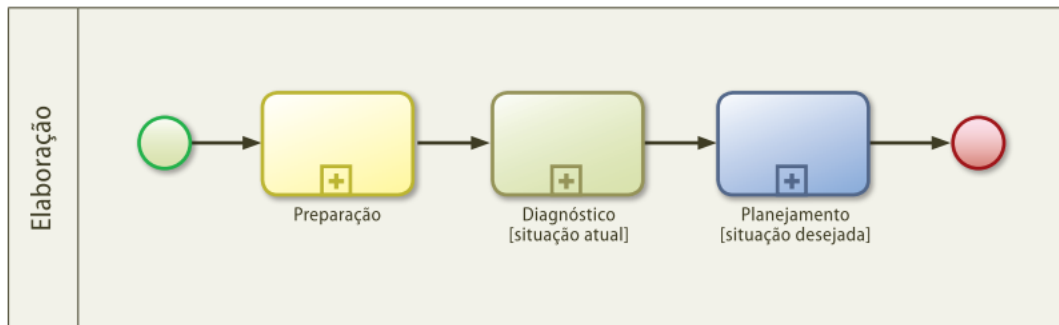 Elaboração
Preparação
Diagnóstico
[situação atual]
Planejamento
[situação desejada]